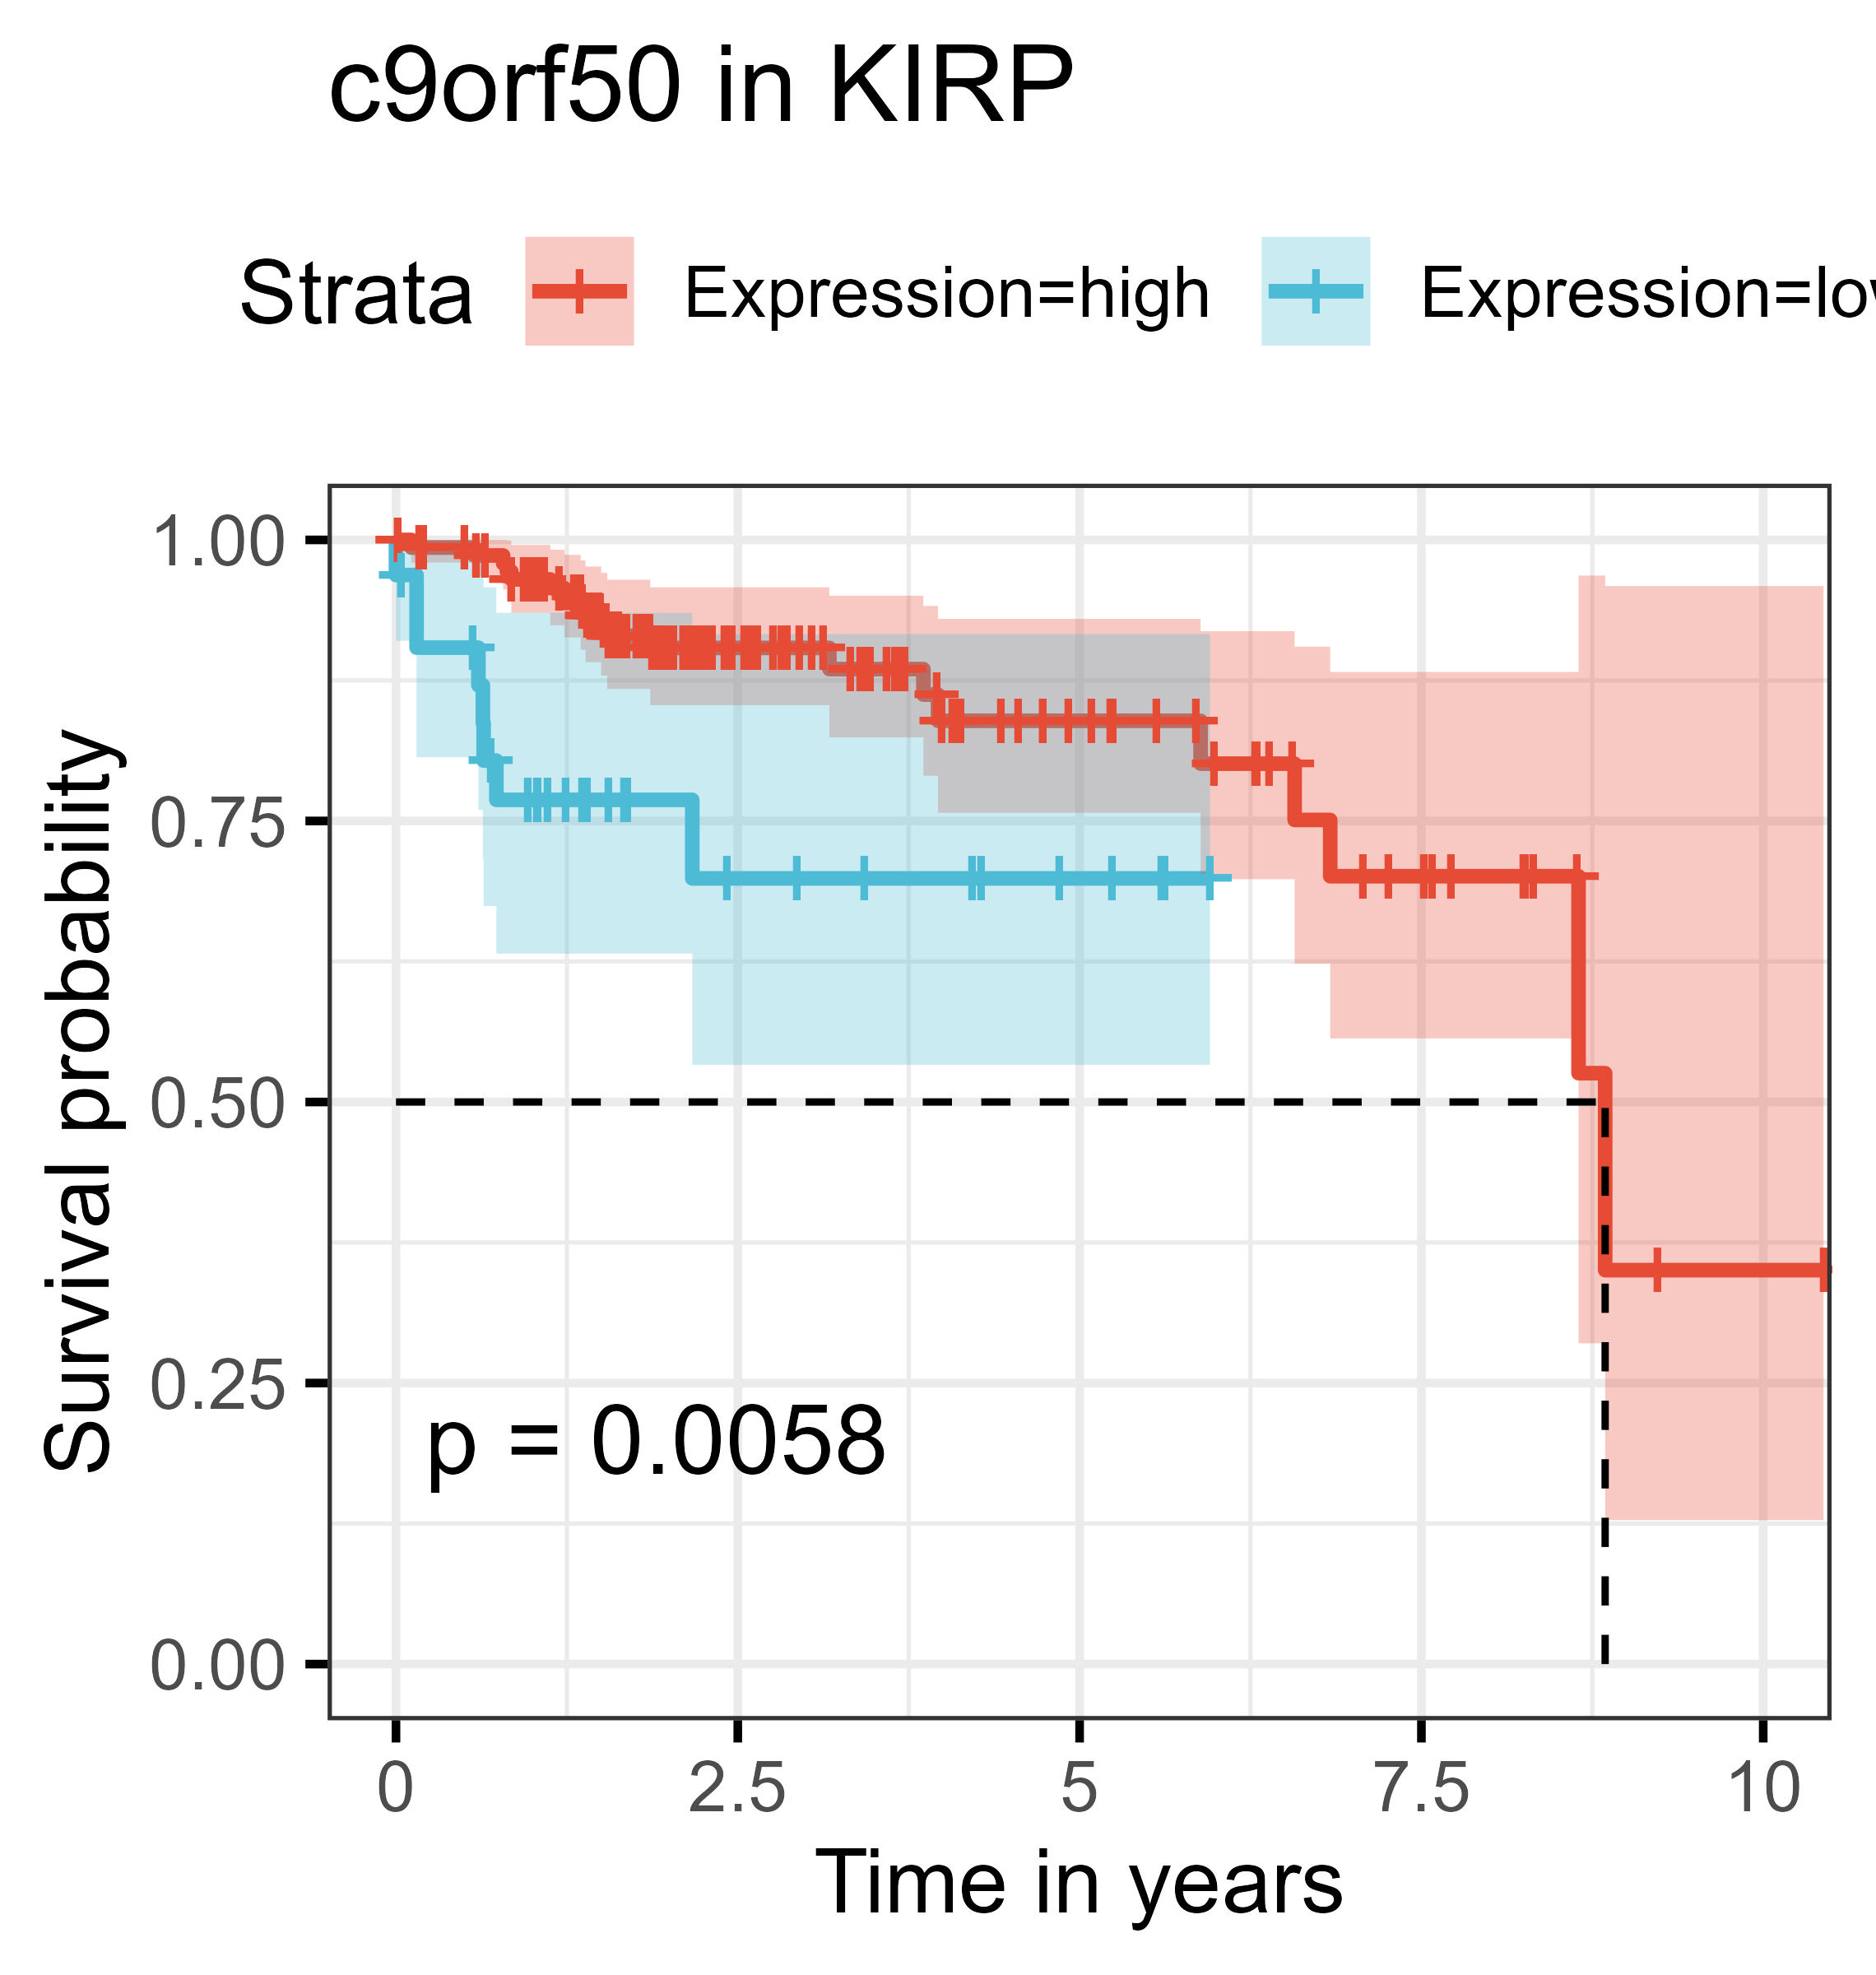 c9orf50 in KIRP
Strata Expression=high Expression=lo
Survival probability
1.00
0.75
0.50
0.25
0.00
p = 0.0058
0 2.5 5 7.5 10
Time in years